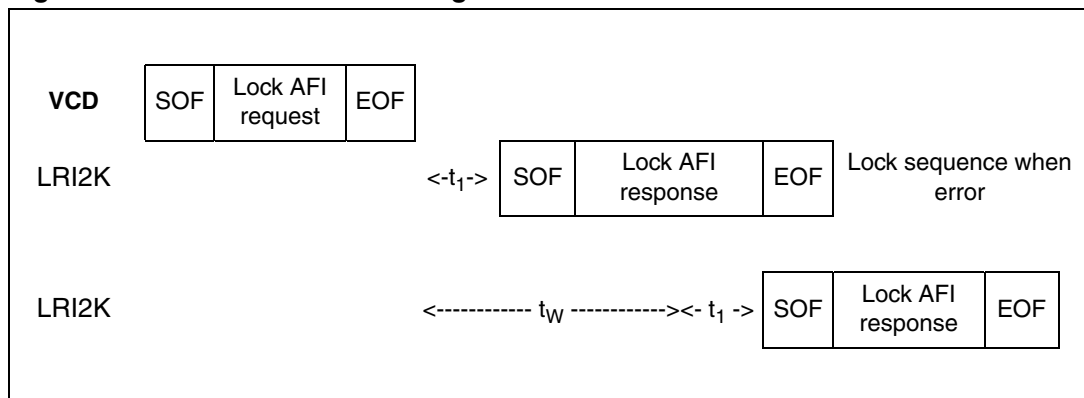 VCD SOF Lock AFI request EOF
LRI2K <-t1-> SOF Lock AFI response EOF Lock sequence when error
LRI2K <------------ tW ------------><- t1 -> SOF Lock AFI response EOF